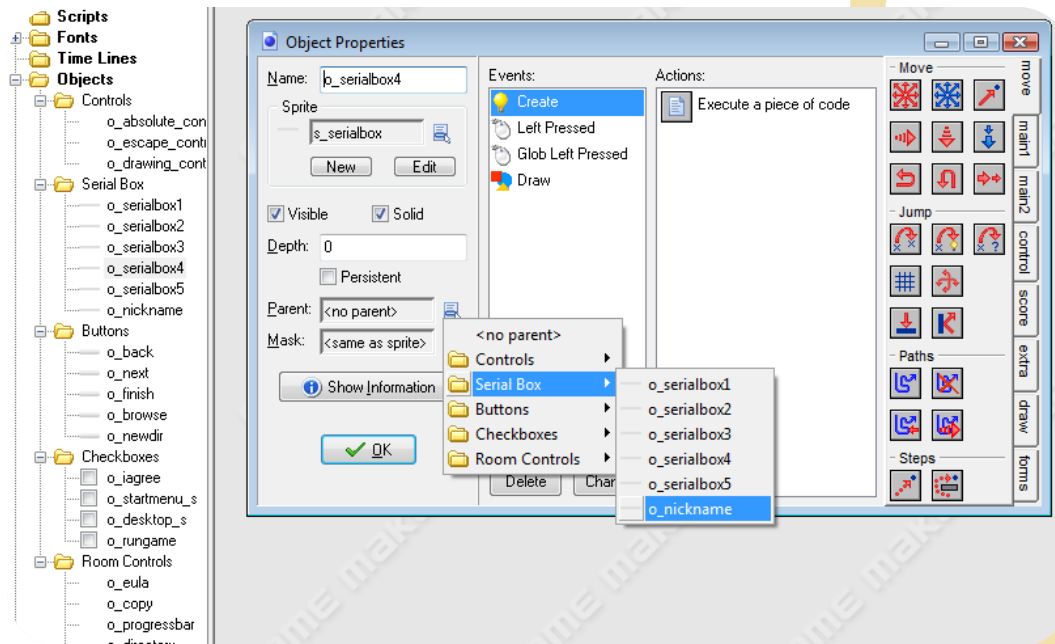 Scripts
Fonts
Time Lines
Objects
Controls
o_absolute_con
o_escape_contr
o_drawing_cont
Serial Box
o_serialbox1
o_serialbox2
o_serialbox3
o_serialbox4
o_serialbox5
o_nickname
Buttons
o_back
o_next
o_finish
o_browse
o_newdir
Checkboxes
o_iagree
o_startmenu_s
o_desktop_s
o_rungame
Room Controls
o_eula
o_copy
o_progressbar
Object Properties
Name: o_serialbox4
Sprite
s_serialbox
New Edit
Visible Solid
Depth: 0
Persistent
Parent: <no parent>
Mask: <same as sprite>
Show Information
OK
Events:
Create
Left Pressed
Glob Left Pressed
Draw
Delete Chan
Actions:
Execute a piece of code
<no parent>
Controls
Serial Box
Buttons
Checkboxes
Room Controls
o_serialbox1
o_serialbox2
o_serialbox3
o_serialbox4
o_serialbox5
o_nickname
Move
Jump
Paths
Steps
move
main1
main2
control
score
extra
draw
forms